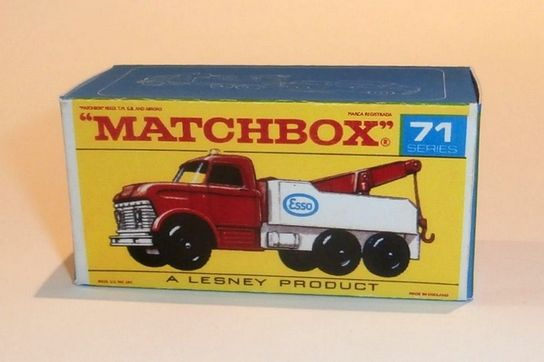 "MATCHBOX" REGD. T.M. G.B. AND ABROAD
MARCA REGISTRADA
"MATCHBOX"®
71
SERIES
Esso
A LESNEY PRODUCT
MADE IN ENGLAND